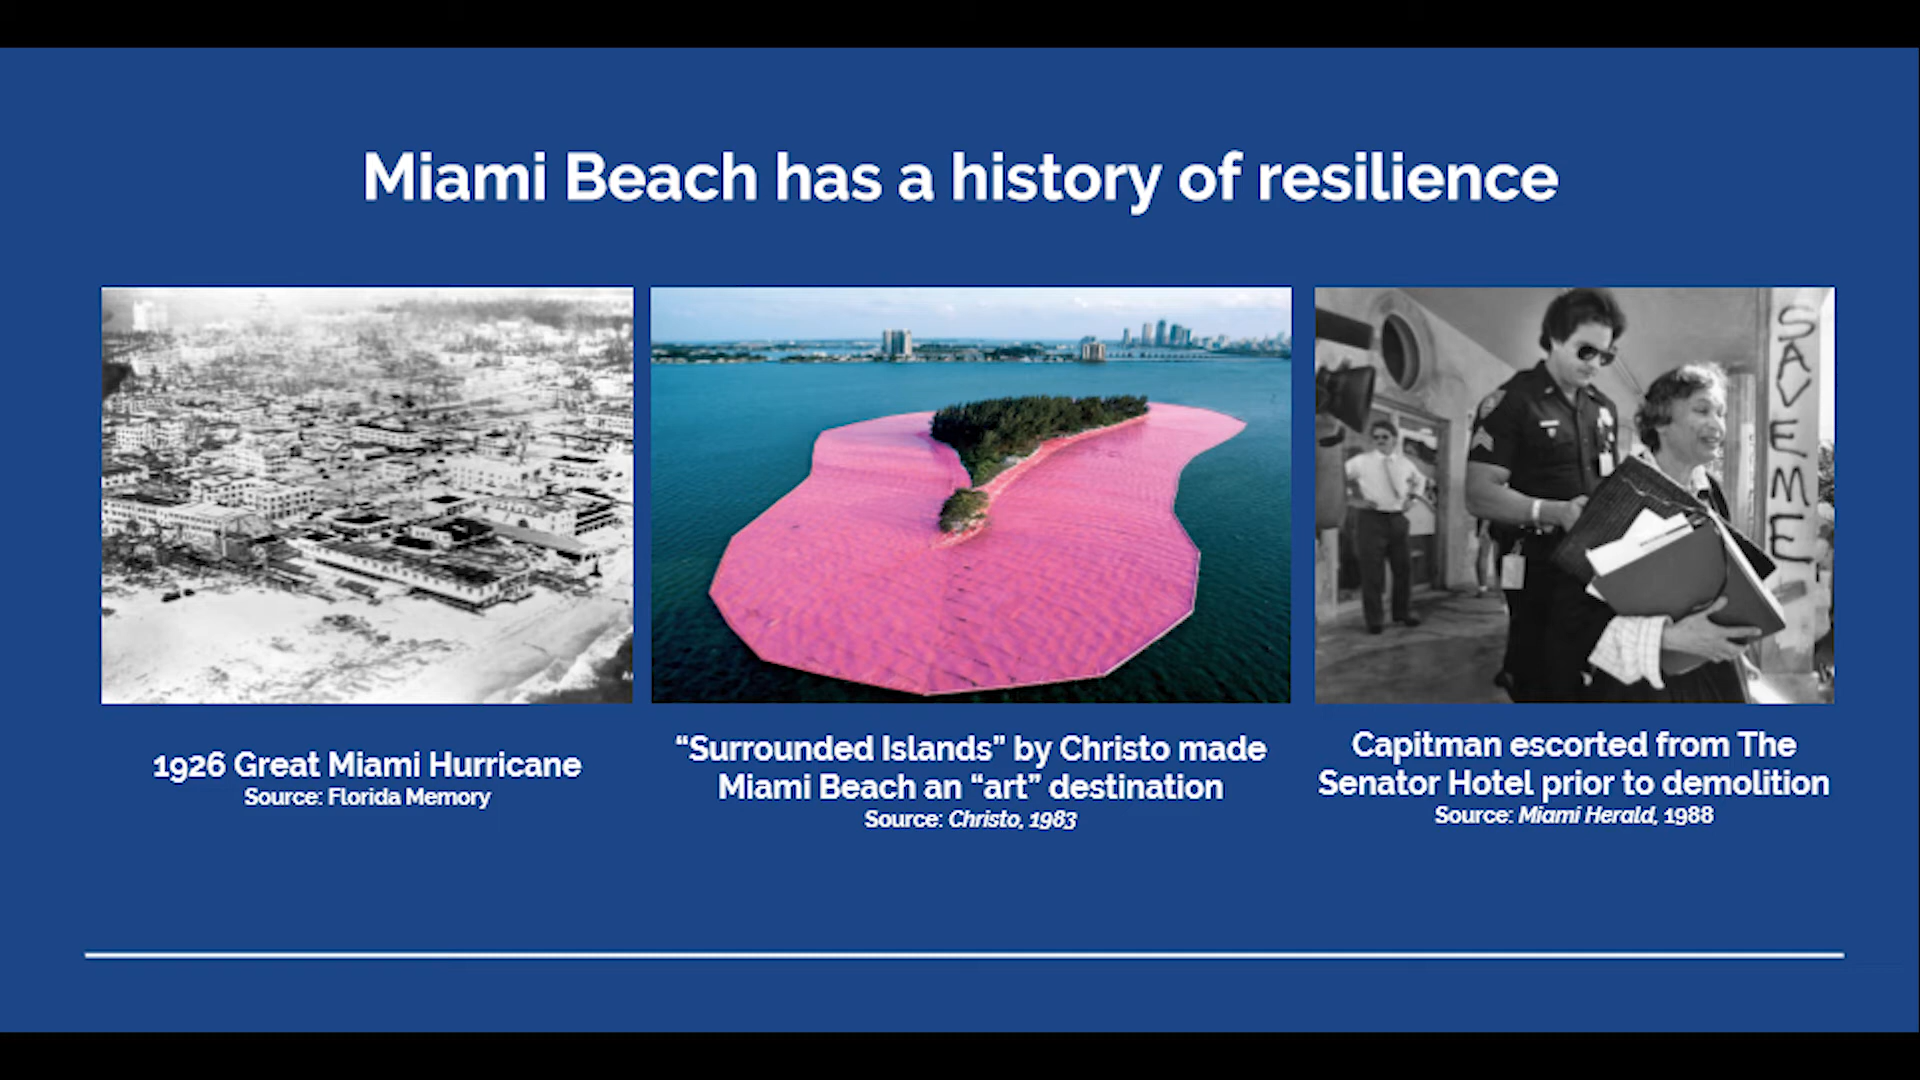 Miami Beach has a history of resilience
SAVE ME
1926 Great Miami Hurricane
Source: Florida Memory
“Surrounded Islands” by Christo made
Miami Beach an “art” destination
Source: Christo, 1983
Capitman escorted from The
Senator Hotel prior to demolition
Source: Miami Herald, 1988